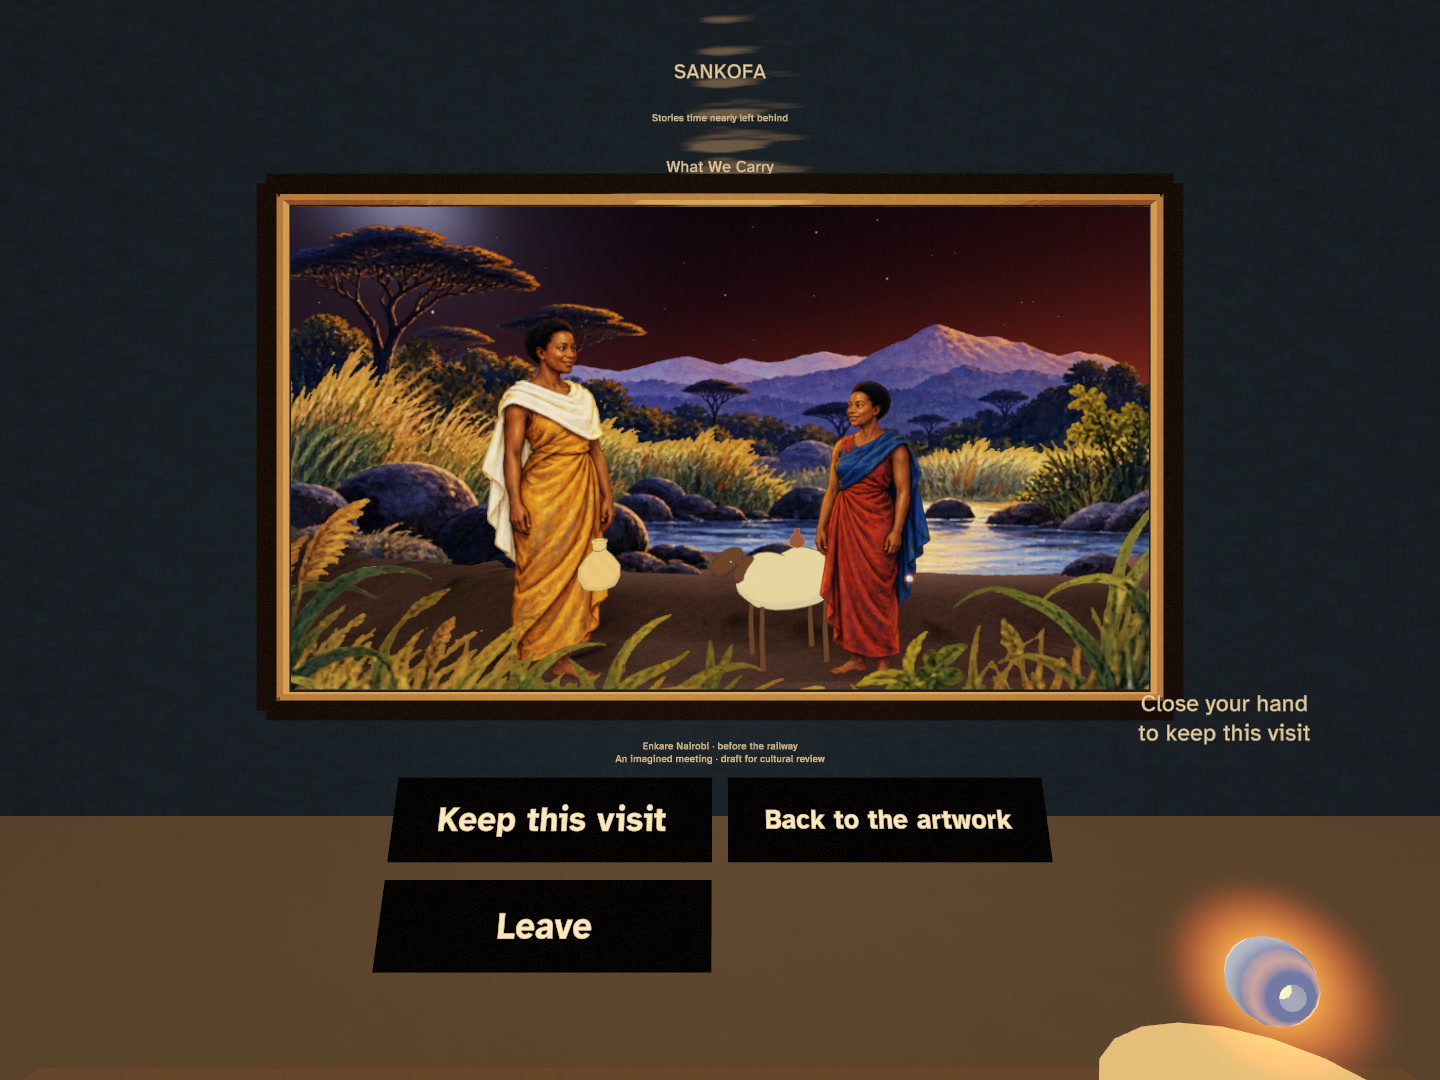 SANKOFA
Stories time nearly left behind
What We Carry
Close your hand
to keep this visit
Enkare Nairobi · before the railway
An imagined meeting · draft for cultural review
Keep this visit
Back to the artwork
Leave